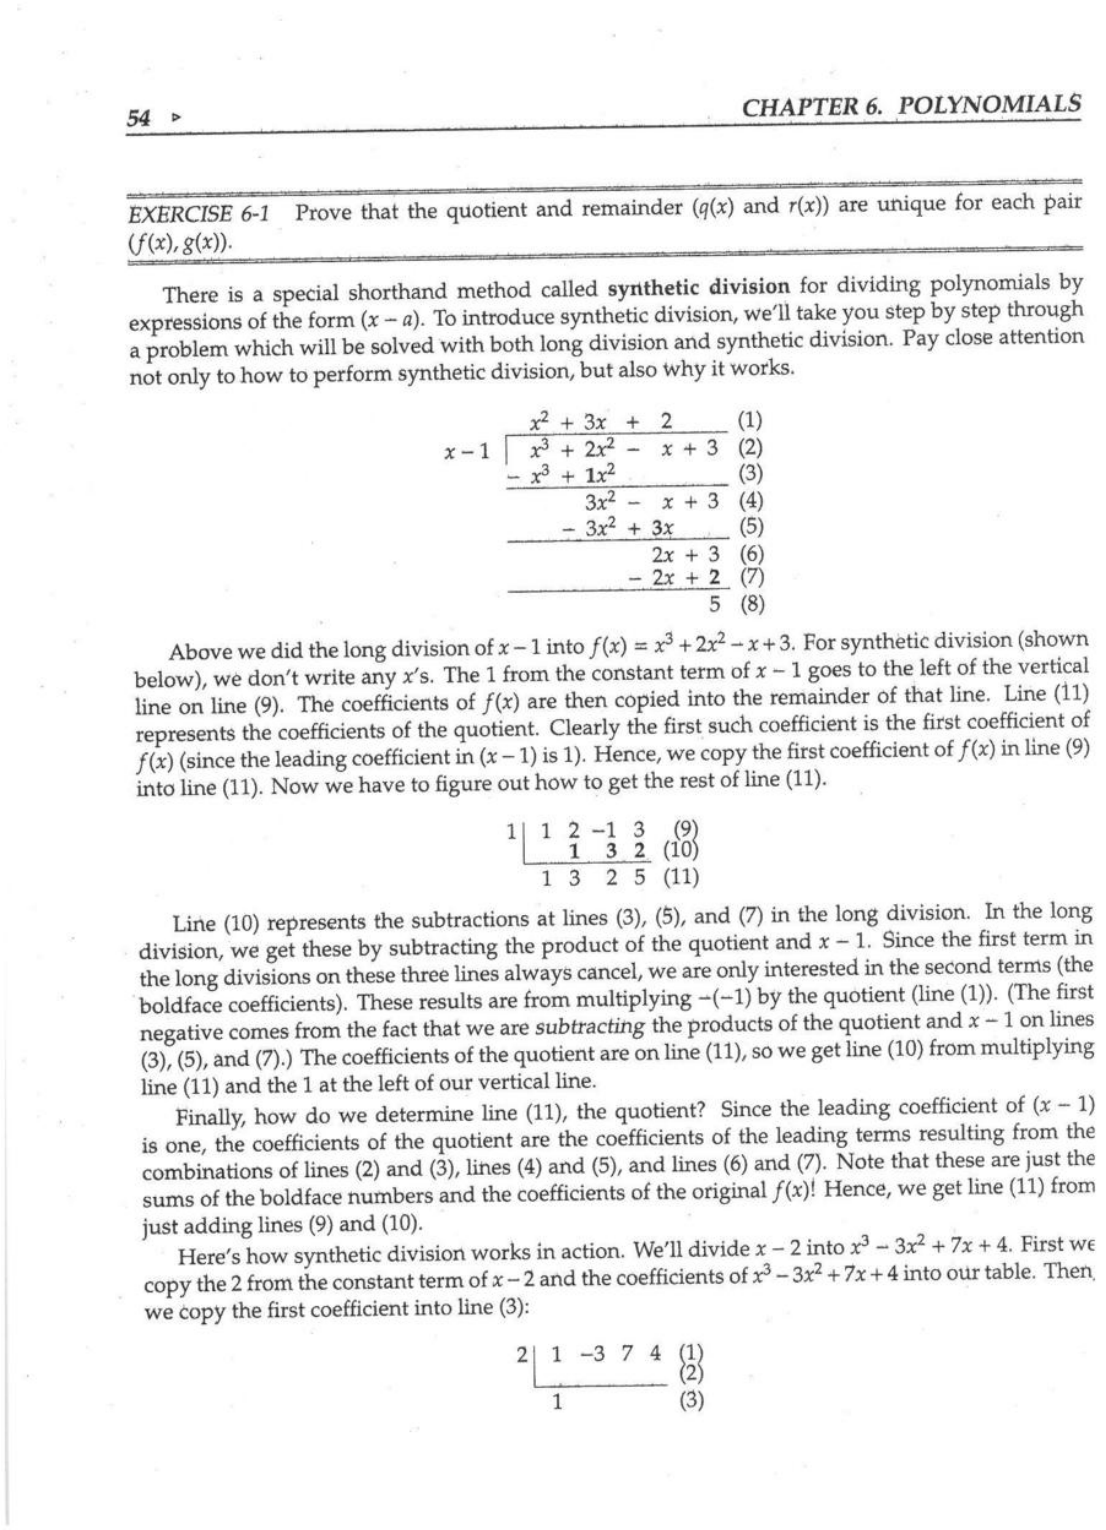 54 ▹
CHAPTER 6. POLYNOMIALS
EXERCISE 6-1 Prove that the quotient and remainder (q(x) and r(x)) are unique for each pair
(f(x), g(x)).
There is a special shorthand method called synthetic division for dividing polynomials by
expressions of the form (x − a). To introduce synthetic division, we'll take you step by step through
a problem which will be solved with both long division and synthetic division. Pay close attention
not only to how to perform synthetic division, but also why it works.
x² + 3x + 2 (1)
x − 1 x³ + 2x² − x + 3 (2)
− x³ + 1x² (3)
3x² − x + 3 (4)
− 3x² + 3x (5)
2x + 3 (6)
− 2x + 2 (7)
5 (8)
Above we did the long division of x − 1 into f(x) = x³ + 2x² − x + 3. For synthetic division (shown
below), we don't write any x's. The 1 from the constant term of x − 1 goes to the left of the vertical
line on line (9). The coefficients of f(x) are then copied into the remainder of that line. Line (11)
represents the coefficients of the quotient. Clearly the first such coefficient is the first coefficient of
f(x) (since the leading coefficient in (x − 1) is 1). Hence, we copy the first coefficient of f(x) in line (9)
into line (11). Now we have to figure out how to get the rest of line (11).
1 1 2 −1 3 (9)
1 3 2 (10)
1 3 2 5 (11)
Line (10) represents the subtractions at lines (3), (5), and (7) in the long division. In the long
division, we get these by subtracting the product of the quotient and x − 1. Since the first term in
the long divisions on these three lines always cancel, we are only interested in the second terms (the
boldface coefficients). These results are from multiplying −(−1) by the quotient (line (1)). (The first
negative comes from the fact that we are subtracting the products of the quotient and x − 1 on lines
(3), (5), and (7).) The coefficients of the quotient are on line (11), so we get line (10) from multiplying
line (11) and the 1 at the left of our vertical line.
Finally, how do we determine line (11), the quotient? Since the leading coefficient of (x − 1)
is one, the coefficients of the quotient are the coefficients of the leading terms resulting from the
combinations of lines (2) and (3), lines (4) and (5), and lines (6) and (7). Note that these are just the
sums of the boldface numbers and the coefficients of the original f(x)! Hence, we get line (11) from
just adding lines (9) and (10).
Here's how synthetic division works in action. We'll divide x − 2 into x³ − 3x² + 7x + 4. First we
copy the 2 from the constant term of x − 2 and the coefficients of x³ − 3x² + 7x + 4 into our table. Then,
we copy the first coefficient into line (3):
2 1 −3 7 4 (1)
(2)
1 (3)